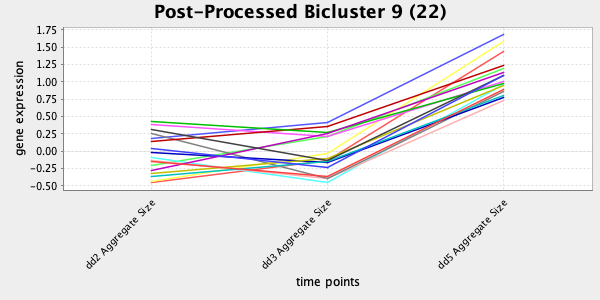 Post-Processed Bicluster 9 (22)
gene expression
1.75
1.50
1.25
1.00
0.75
0.50
0.25
0.00
-0.25
-0.50
dd2 Aggregate Size
dd3 Aggregate Size
dd5 Aggregate Size
time points